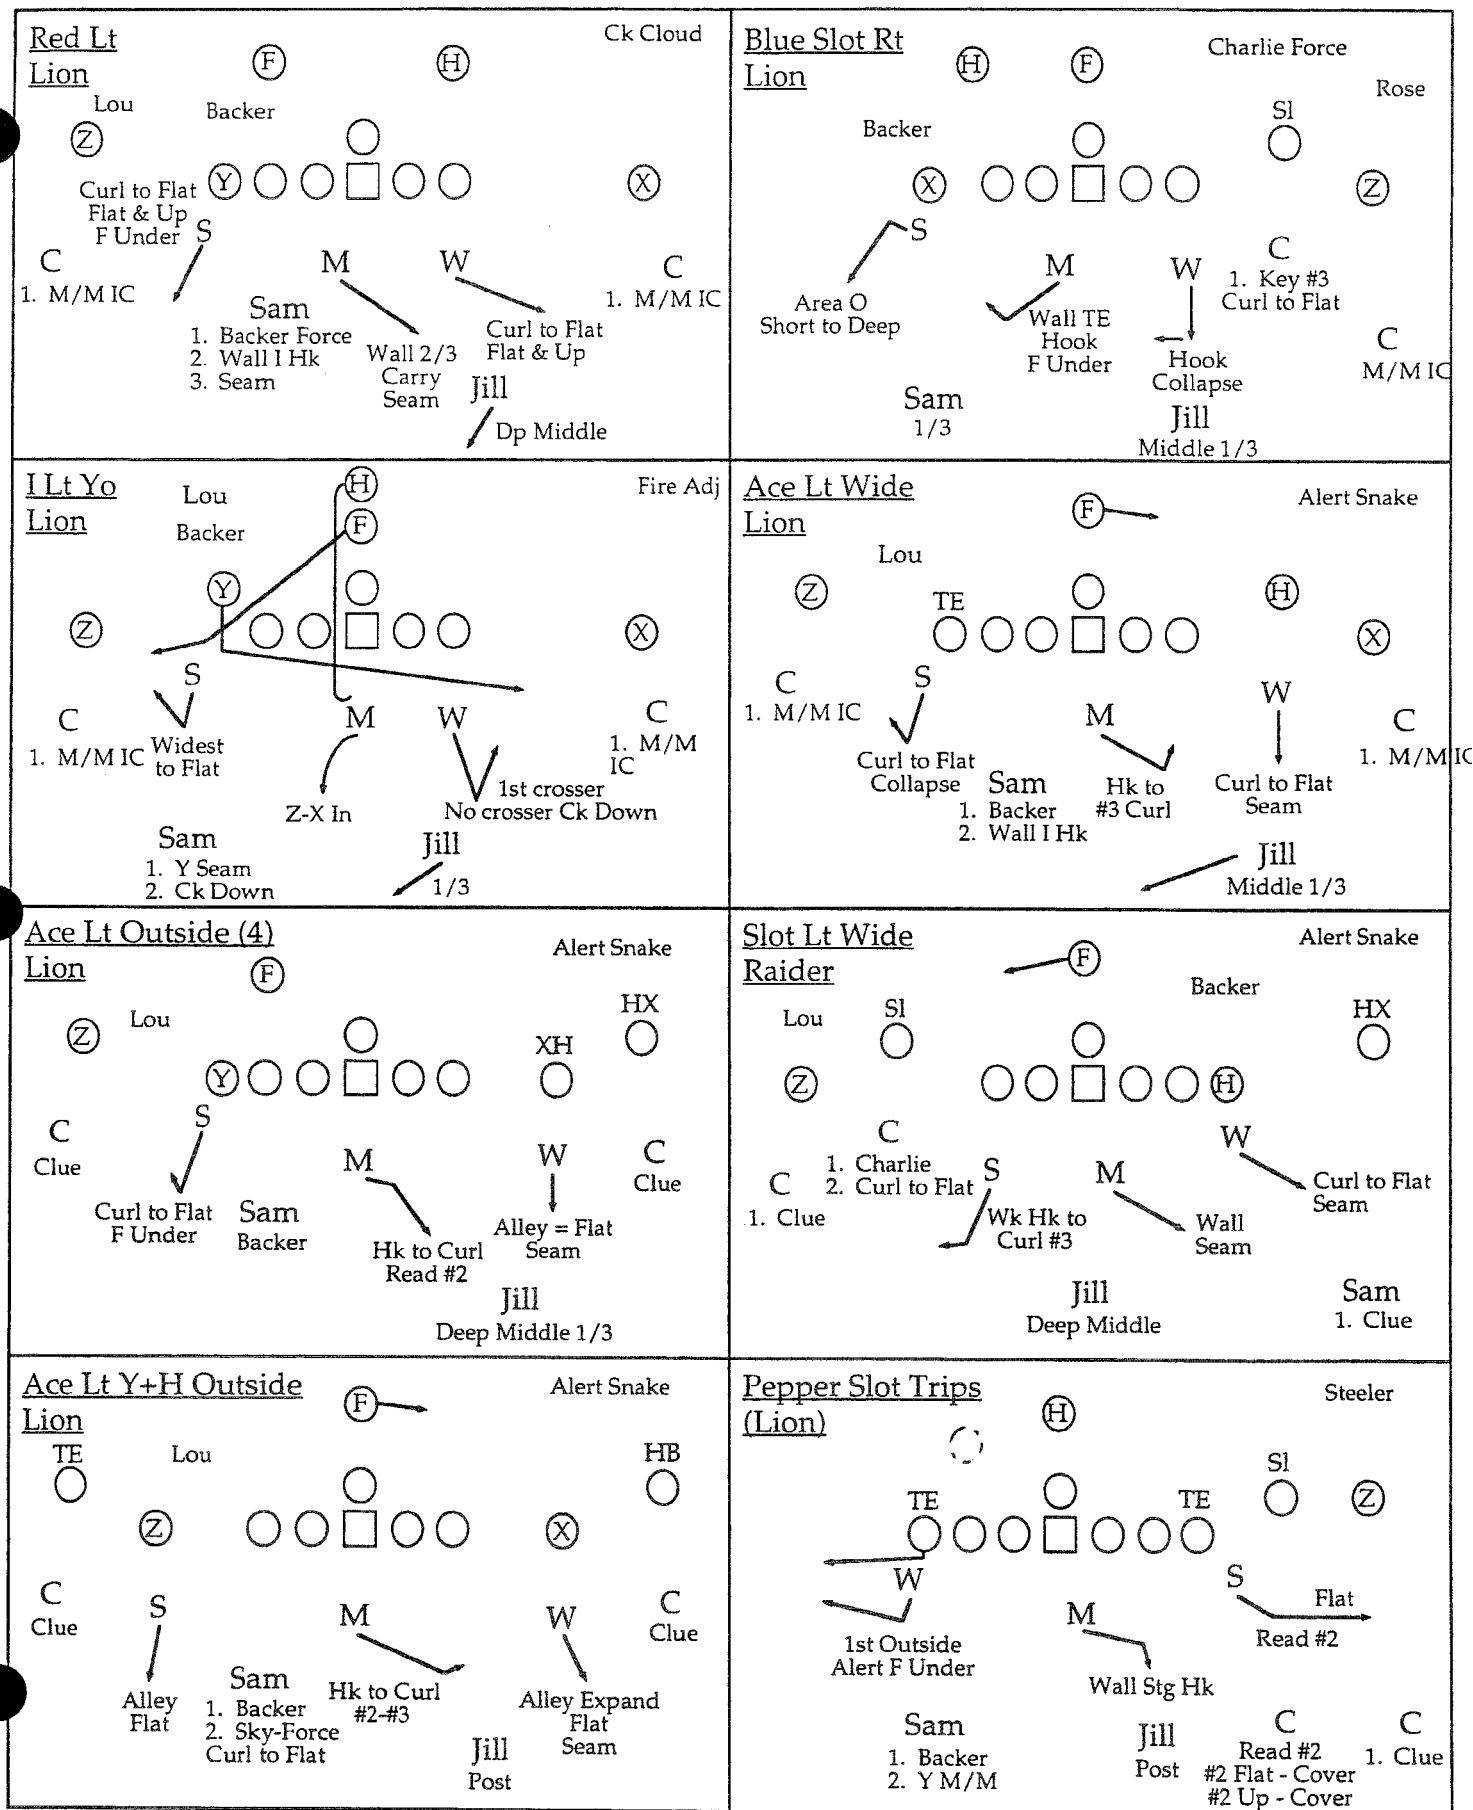 Red Lt
Lion
Ck Cloud
F
H
Lou
Backer
Z
Y
X
Curl to Flat
Flat & Up
F Under
S
C
1. M/M IC
M
W
C
1. M/M IC
Sam
1. Backer Force
2. Wall I Hk
3. Seam
Wall 2/3
Carry
Seam
Curl to Flat
Flat & Up
Jill
Dp Middle
Blue Slot Rt
Lion
H
F
Charlie Force
Rose
Backer
Sl
X
Z
S
M
W
C
1. Key #3
Curl to Flat
Area O
Short to Deep
Wall TE
Hook
F Under
Hook
Collapse
C
M/M IC
Sam
1/3
Jill
Middle 1/3
I Lt Yo
Lion
Lou
Backer
H
F
Fire Adj
Y
Z
X
S
C
1. M/M IC
Widest
to Flat
M
W
C
1. M/M
IC
Z-X In
1st crosser
No crosser Ck Down
Sam
1. Y Seam
2. Ck Down
Jill
1/3
Ace Lt Wide
Lion
F
Alert Snake
Lou
Z
TE
H
X
C
1. M/M IC
S
M
W
C
1. M/M IC
Curl to Flat
Collapse
Sam
1. Backer
2. Wall I Hk
Hk to
#3 Curl
Curl to Flat
Seam
Jill
Middle 1/3
Ace Lt Outside (4)
Lion
F
Alert Snake
Z
Lou
HX
XH
Y
S
C
Clue
M
W
C
Clue
Curl to Flat
F Under
Sam
Backer
Hk to Curl
Read #2
Alley = Flat
Seam
Jill
Deep Middle 1/3
Slot Lt Wide
Raider
F
Alert Snake
Backer
Lou
Sl
HX
Z
H
C
1. Charlie
2. Curl to Flat
C
1. Clue
S
M
W
Wk Hk to
Curl #3
Wall
Seam
Curl to Flat
Seam
Jill
Deep Middle
Sam
1. Clue
Ace Lt Y+H Outside
Lion
F
Alert Snake
TE
Lou
HB
Z
X
C
Clue
S
M
W
C
Clue
Alley
Flat
Sam
1. Backer
2. Sky-Force
Curl to Flat
Hk to Curl
#2-#3
Alley Expand
Flat
Seam
Jill
Post
Pepper Slot Trips
(Lion)
H
Steeler
TE
TE
Sl
Z
W
S
M
Flat
Read #2
1st Outside
Alert F Under
Wall Stg Hk
Sam
1. Backer
2. Y M/M
Jill
Post
C
Read #2
#2 Flat - Cover
#2 Up - Cover
C
1. Clue